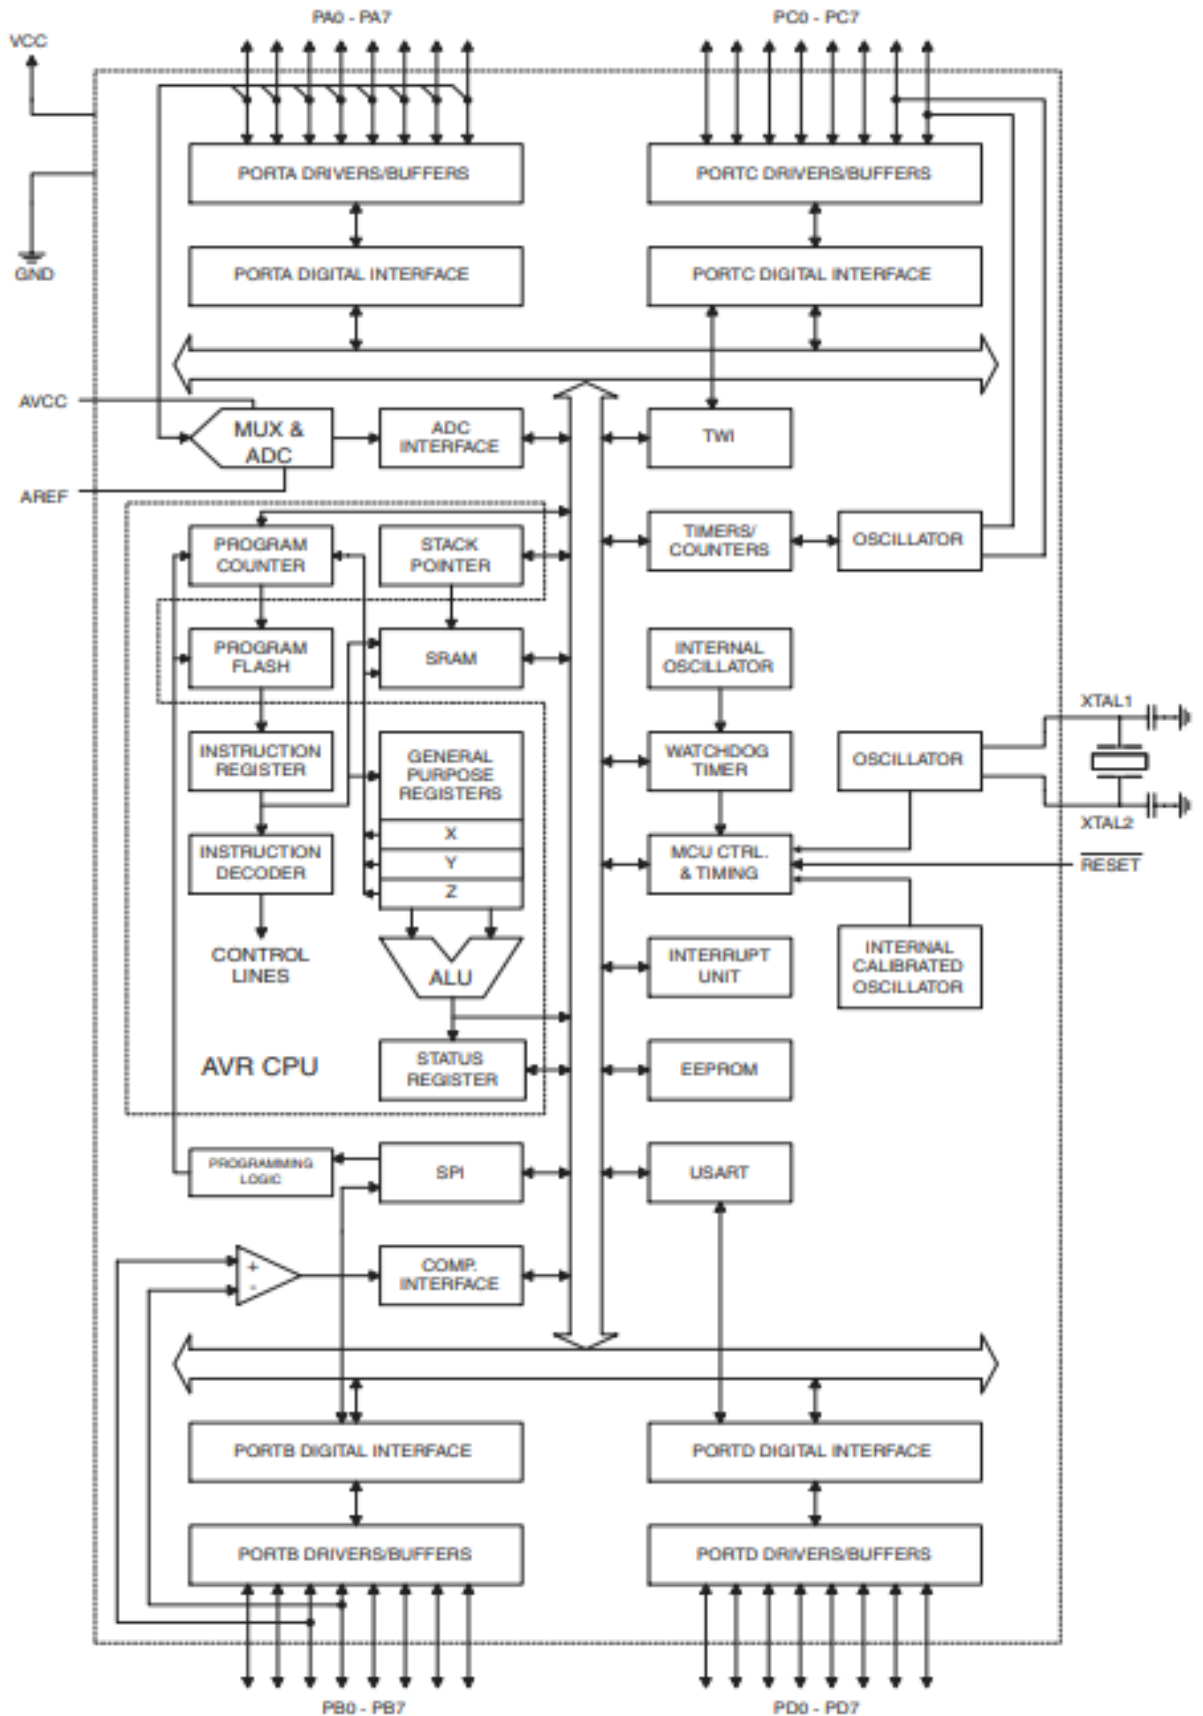 PA0 - PA7
PC0 - PC7
VCC
PORTA DRIVERS/BUFFERS
PORTC DRIVERS/BUFFERS
GND
PORTA DIGITAL INTERFACE
PORTC DIGITAL INTERFACE
AVCC
MUX &
ADC
ADC
INTERFACE
TWI
AREF
PROGRAM
COUNTER
STACK
POINTER
TIMERS/
COUNTERS
OSCILLATOR
PROGRAM
FLASH
SRAM
INTERNAL
OSCILLATOR
XTAL1
INSTRUCTION
REGISTER
GENERAL
PURPOSE
REGISTERS
WATCHDOG
TIMER
OSCILLATOR
XTAL2
X
INSTRUCTION
DECODER
Y
MCU CTRL.
& TIMING
RESET
Z
CONTROL
LINES
ALU
INTERRUPT
UNIT
INTERNAL
CALIBRATED
OSCILLATOR
AVR CPU
STATUS
REGISTER
EEPROM
PROGRAMMING
LOGIC
SPI
USART
+
-
COMP.
INTERFACE
PORTB DIGITAL INTERFACE
PORTD DIGITAL INTERFACE
PORTB DRIVERS/BUFFERS
PORTD DRIVERS/BUFFERS
PB0 - PB7
PD0 - PD7